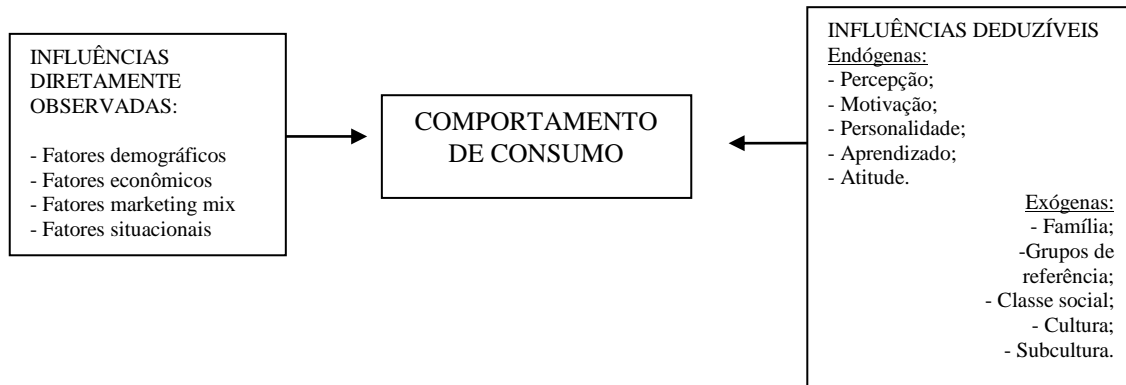 INFLUÊNCIAS
DIRETAMENTE
OBSERVADAS:
- Fatores demográficos
- Fatores econômicos
- Fatores marketing mix
- Fatores situacionais
COMPORTAMENTO
DE CONSUMO
INFLUÊNCIAS DEDUZÍVEIS
Endógenas:
- Percepção;
- Motivação;
- Personalidade;
- Aprendizado;
- Atitude.
Exógenas:
- Família;
-Grupos de
referência;
- Classe social;
- Cultura;
- Subcultura.